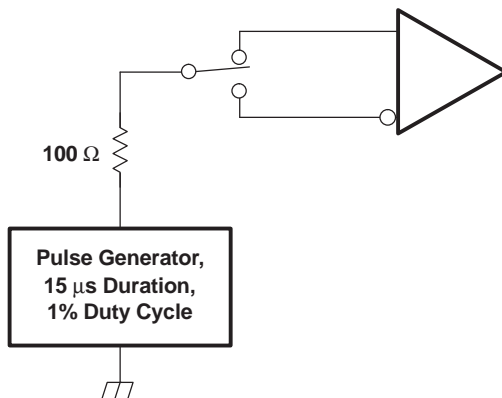 100 Ω
Pulse Generator,
15 μs Duration,
1% Duty Cycle